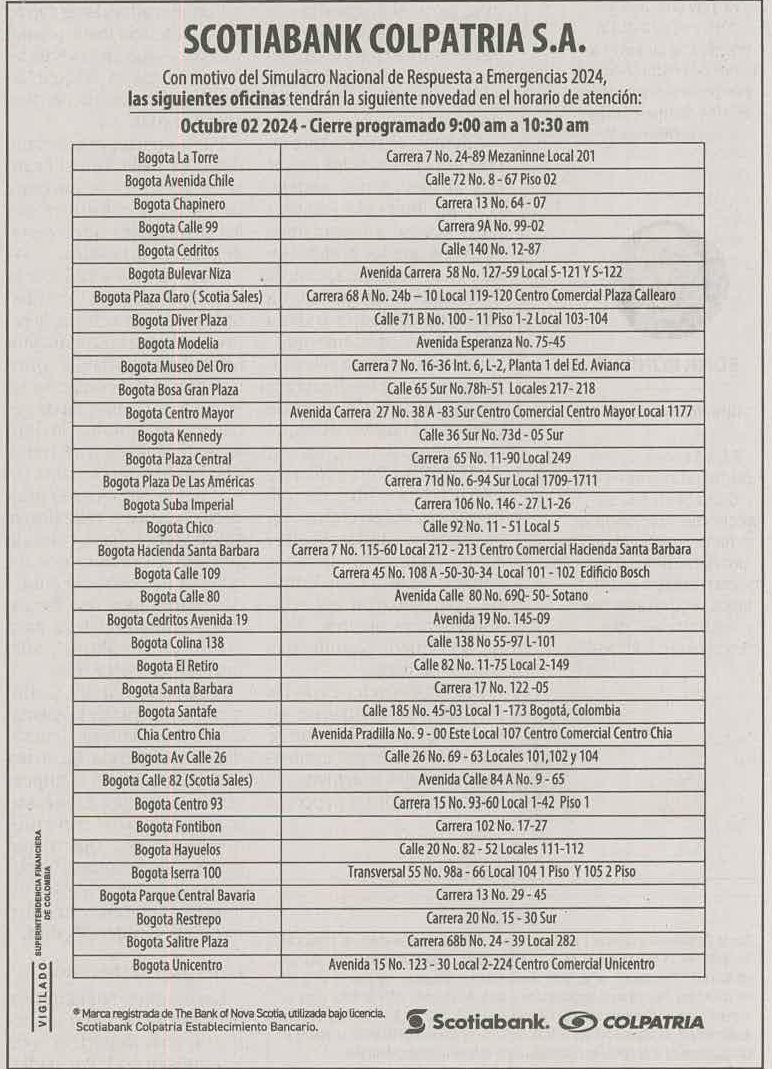 SCOTIABANK COLPATRIA S.A.
Con motivo del Simulacro Nacional de Respuesta a Emergencias 2024,
las siguientes oficinas tendrán la siguiente novedad en el horario de atención:
Octubre 02 2024 - Cierre programado 9:00 am a 10:30 am
Bogota La Torre Carrera 7 No. 24-89 Mezaninne Local 201
Bogota Avenida Chile Calle 72 No. 8 - 67 Piso 02
Bogota Chapinero Carrera 13 No. 64 - 07
Bogota Calle 99 Carrera 9A No. 99-02
Bogota Cedritos Calle 140 No. 12-87
Bogota Bulevar Niza Avenida Carrera 58 No. 127-59 Local S-121 Y S-122
Bogota Plaza Claro ( Scotia Sales) Carrera 68 A No. 24b – 10 Local 119-120 Centro Comercial Plaza Callearo
Bogota Diver Plaza Calle 71 B No. 100 - 11 Piso 1-2 Local 103-104
Bogota Modelia Avenida Esperanza No. 75-45
Bogota Museo Del Oro Carrera 7 No. 16-36 Int. 6, L-2, Planta 1 del Ed. Avianca
Bogota Bosa Gran Plaza Calle 65 Sur No.78h-51 Locales 217- 218
Bogota Centro Mayor Avenida Carrera 27 No. 38 A -83 Sur Centro Comercial Centro Mayor Local 1177
Bogota Kennedy Calle 36 Sur No. 73d - 05 Sur
Bogota Plaza Central Carrera 65 No. 11-90 Local 249
Bogota Plaza De Las Américas Carrera 71d No. 6-94 Sur Local 1709-1711
Bogota Suba Imperial Carrera 106 No. 146 - 27 L1-26
Bogota Chico Calle 92 No. 11 - 51 Local 5
Bogota Hacienda Santa Barbara Carrera 7 No. 115-60 Local 212 - 213 Centro Comercial Hacienda Santa Barbara
Bogota Calle 109 Carrera 45 No. 108 A -50-30-34 Local 101 - 102 Edificio Bosch
Bogota Calle 80 Avenida Calle 80 No. 69Q- 50- Sotano
Bogota Cedritos Avenida 19 Avenida 19 No. 145-09
Bogota Colina 138 Calle 138 No 55-97 L-101
Bogota El Retiro Calle 82 No. 11-75 Local 2-149
Bogota Santa Barbara Carrera 17 No. 122 -05
Bogota Santafe Calle 185 No. 45-03 Local 1 -173 Bogotá, Colombia
Chia Centro Chia Avenida Pradilla No. 9 - 00 Este Local 107 Centro Comercial Centro Chia
Bogota Av Calle 26 Calle 26 No. 69 - 63 Locales 101,102 y 104
Bogota Calle 82 (Scotia Sales) Avenida Calle 84 A No. 9 - 65
Bogota Centro 93 Carrera 15 No. 93-60 Local 1-42 Piso 1
Bogota Fontibon Carrera 102 No. 17-27
Bogota Hayuelos Calle 20 No. 82 - 52 Locales 111-112
Bogota Iserra 100 Transversal 55 No. 98a - 66 Local 104 1 Piso Y 105 2 Piso
Bogota Parque Central Bavaria Carrera 13 No. 29 - 45
Bogota Restrepo Carrera 20 No. 15 - 30 Sur
Bogota Salitre Plaza Carrera 68b No. 24 - 39 Local 282
Bogota Unicentro Avenida 15 No. 123 - 30 Local 2-224 Centro Comercial Unicentro
VIGILADO SUPERINTENDENCIA FINANCIERA
DE COLOMBIA
® Marca registrada de The Bank of Nova Scotia, utilizada bajo licencia.
Scotiabank Colpatria Establecimiento Bancario.
Scotiabank. COLPATRIA